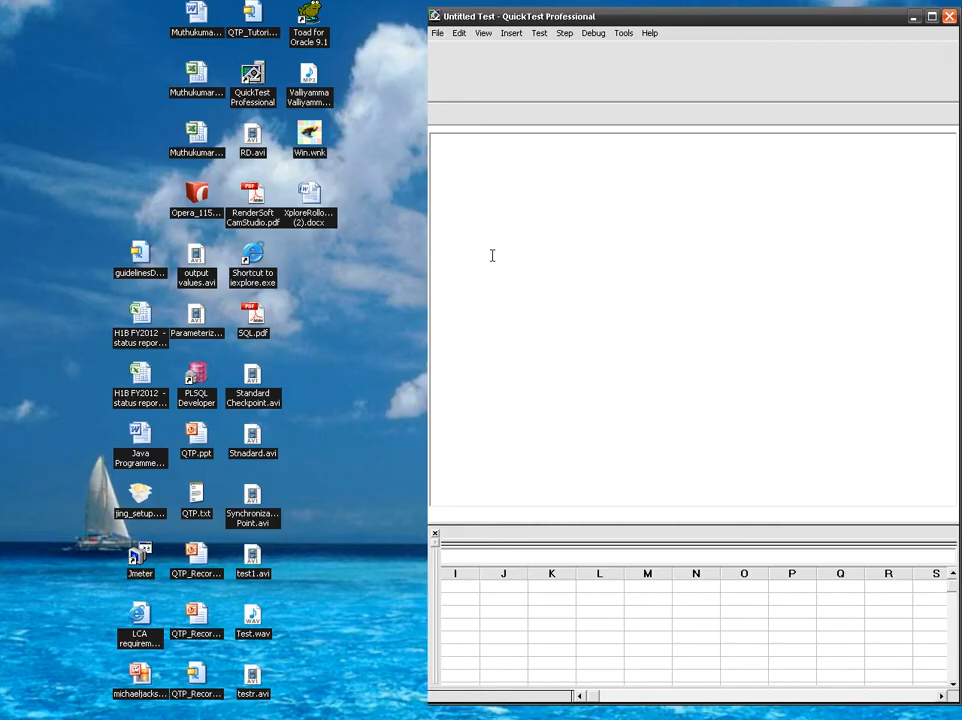 Untitled Test - QuickTest Professional
File Edit View Insert Test Step Debug Tools Help
Muthukuma...
QTP_Tutori...
Toad for
Oracle 9.1
Muthukumar...
QuickTest
Professional
Valliyamma
Valliyamm...
Muthukumar...
RD.avi
Win.wnk
Opera_115...
RenderSoft
CamStudio.pdf
XploreRollo...
(2).docx
guidelinesD...
output
values.avi
Shortcut to
iexplore.exe
H1B FY2012 -
status repor...
Parameteriz...
SQL.pdf
H1B FY2012 -
status repor...
PLSQL
Developer
Standard
Checkpoint.avi
Java
Programme...
QTP.ppt
Stnadard.avi
jing_setup....
QTP.txt
Synchroniza...
Point.avi
Jmeter
QTP_Recor...
test1.avi
LCA
requirem...
QTP_Recor...
Test.wav
michaeljacks...
QTP_Recor...
testr.avi
I J K L M N O P Q R S